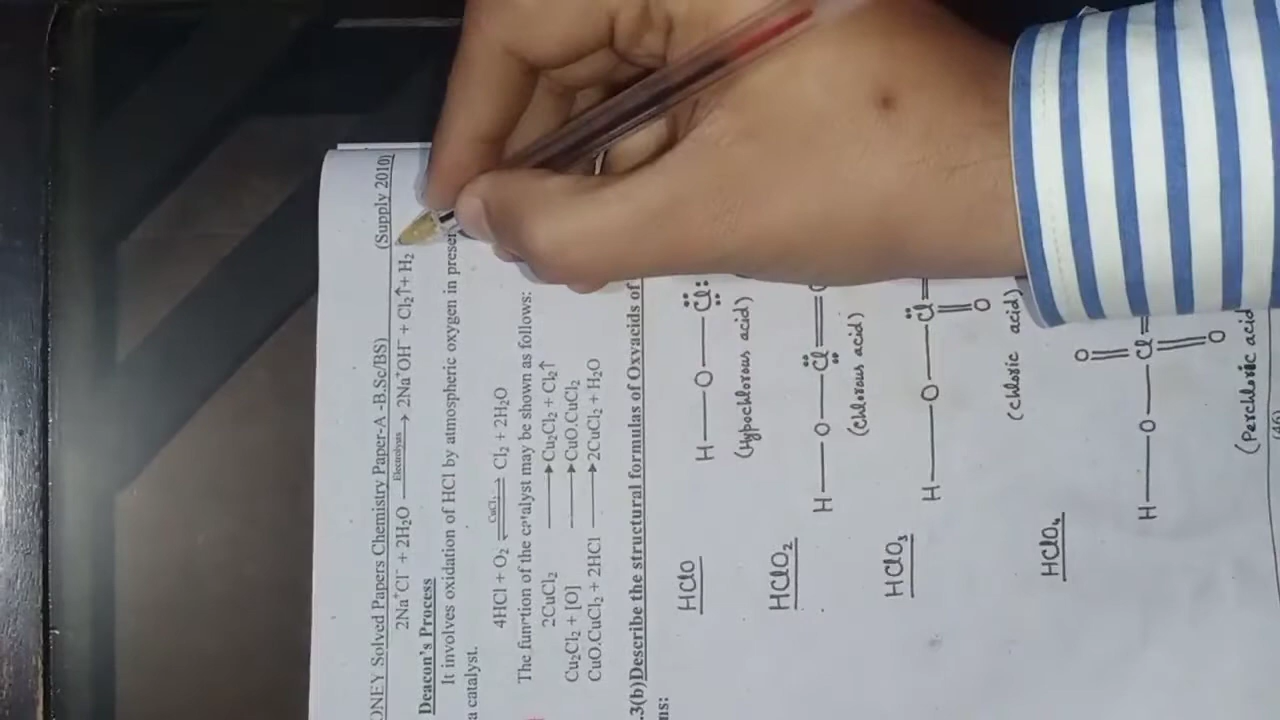 ONEY Solved Papers Chemistry Paper-A -B.Sc/BS) (Supply 2010)
2Na⁺Cl⁻ + 2H₂O —Electrolysis→ 2Na⁺OH⁻ + Cl₂↑ + H₂
Deacon's Process
It involves oxidation of HCl by atmospheric oxygen in
a catalyst.
4HCl + O₂ ⇌ Cl₂ + 2H₂O
CuCl₂
The function of the catalyst may be shown as follows:
2CuCl₂ ⟶ Cu₂Cl₂ + Cl₂↑
Cu₂Cl₂ + [O] ⟶ CuO.CuCl₂
CuO.CuCl₂ + 2HCl ⟶ 2CuCl₂ + H₂O
.3(b)Describe the structural formulas of Oxyacids of
ns:
HClO H—O—Cl:
(Hypochlorous acid)
HClO₂ H—O—Cl=O
(Chlorous acid)
HClO₃ H—O—Cl=
O
(Chloric acid)
HClO₄ O
H—O—Cl=
O
(Perchloric acid
(46)